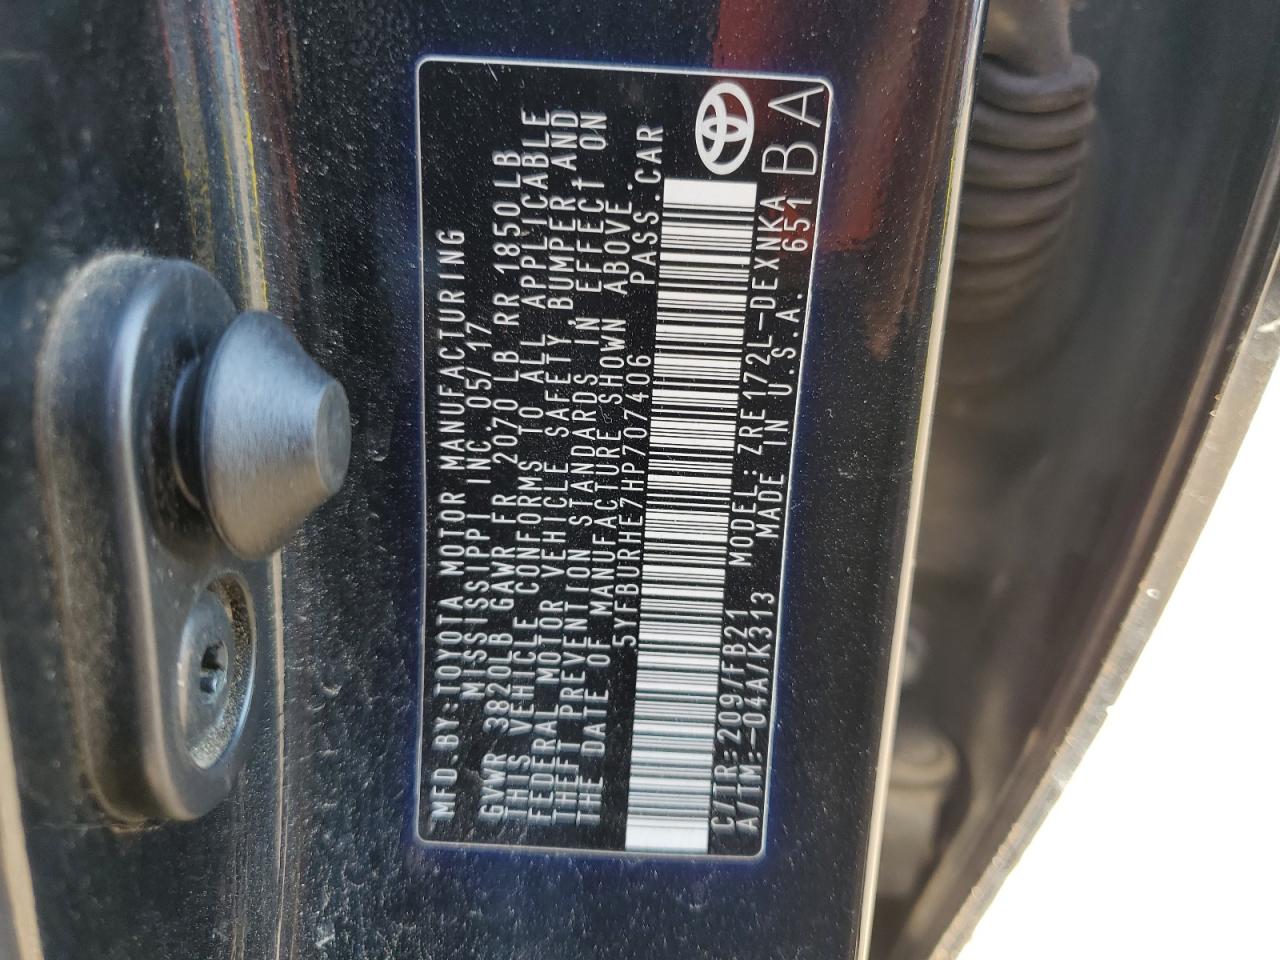 MFD.BY:TOYOTA MOTOR MANUFACTURING
MISSISSIPPI INC. 05/17
GVWR 3820LB GAWR FR 2070 LB RR 1850 LB
THIS VEHICLE CONFORMS TO ALL APPLICABLE
FEDERAL MOTOR VEHICLE SAFETY, BUMPER, AND
THEFT PREVENTION STANDARDS IN EFFECT ON
THE DATE OF MANUFACTURE SHOWN ABOVE.
5YFBURHE7HP707406 PASS.CAR
C/TR:209/FB21 MODEL:ZRE172L-DEXNKA
A/TM:-04A/K313 MADE IN U.S.A. 651
BA